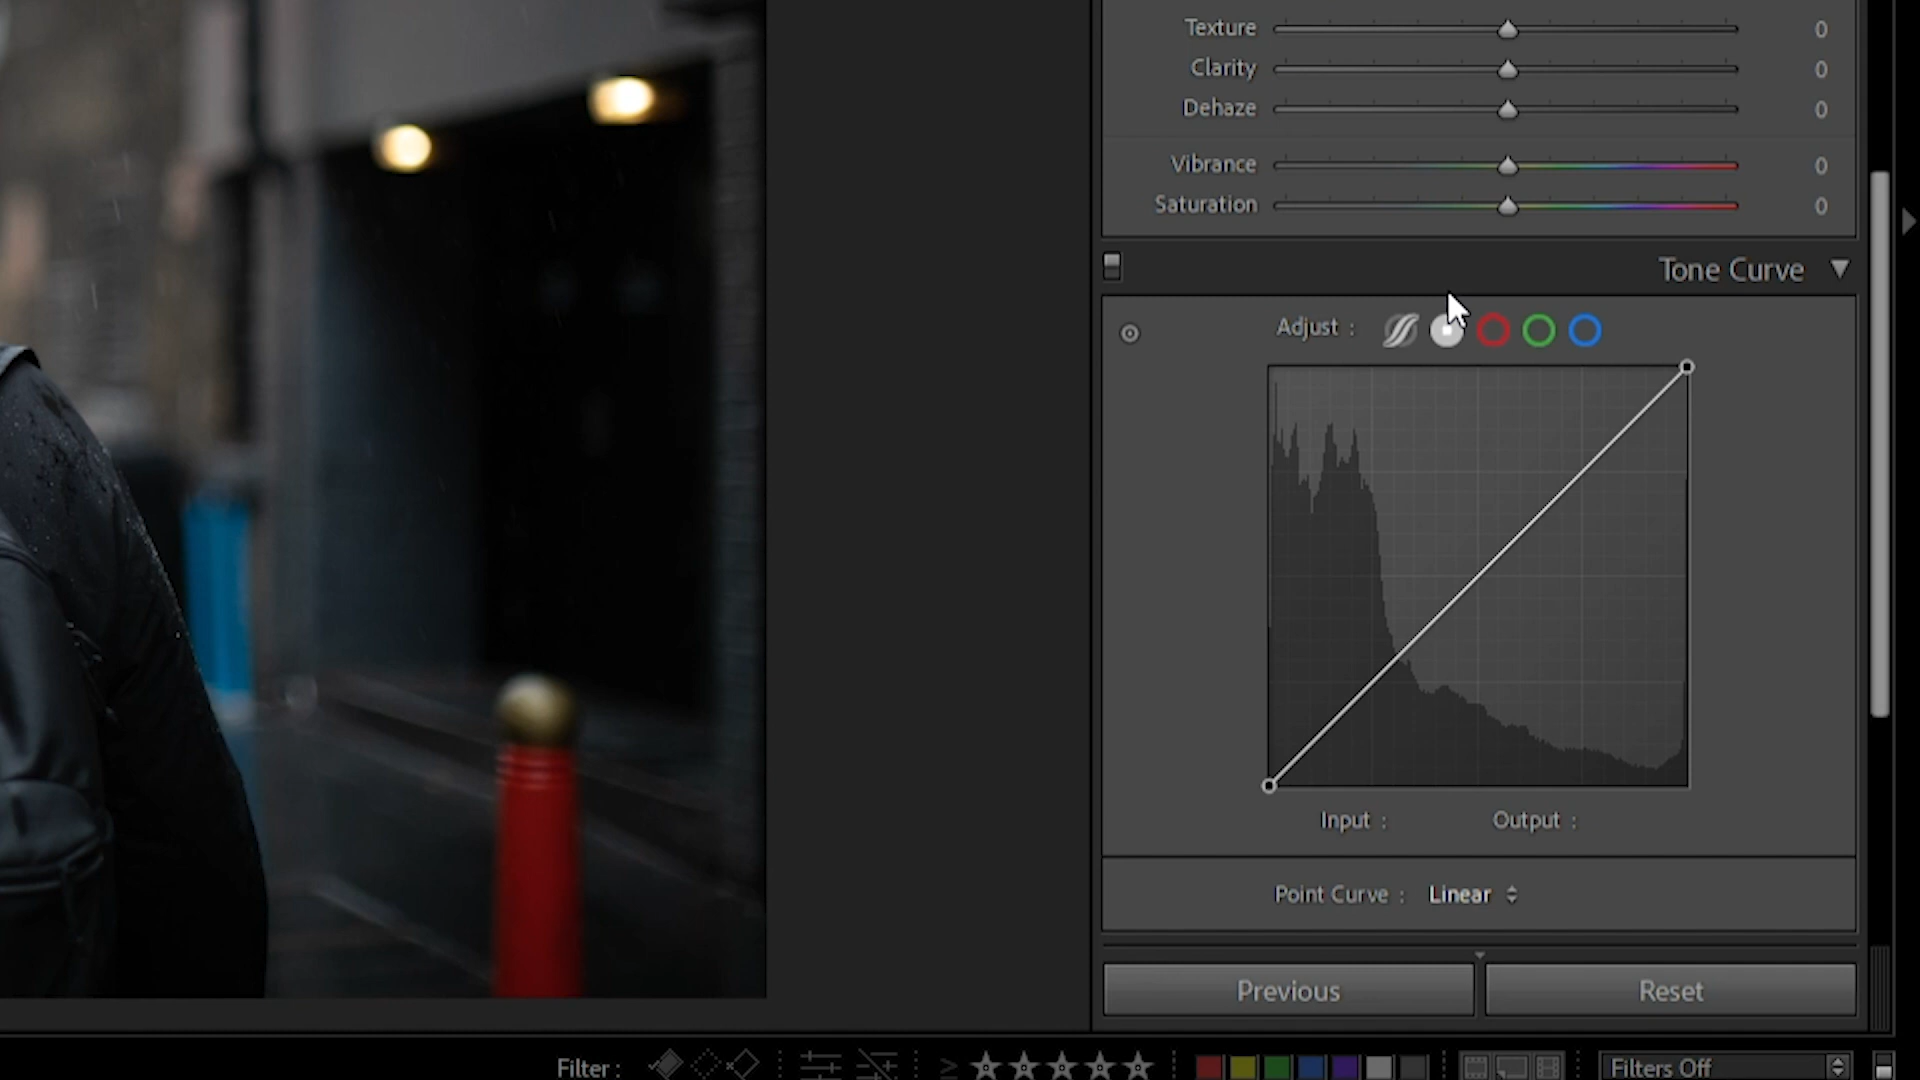 Texture 0
Clarity 0
Dehaze 0
Vibrance 0
Saturation 0
Tone Curve
Adjust :
Input : Output :
Point Curve : Linear
Previous Reset
Filter : Filters Off